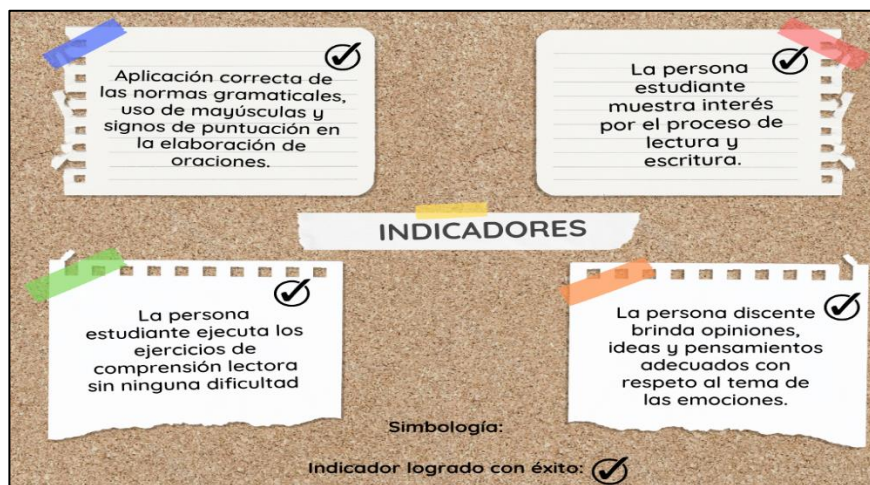 Aplicación correcta de
las normas gramaticales,
uso de mayúsculas y
signos de puntuación en
la elaboración de
oraciones.
La persona
estudiante muestra interés
por el proceso de
lectura y
escritura.
INDICADORES
La persona
estudiante ejecuta los
ejercicios de
comprensión lectora
sin ninguna dificultad
La persona discente
brinda opiniones,
ideas y pensamientos
adecuados con
respeto al tema de
las emociones.
Simbología:
Indicador logrado con éxito: